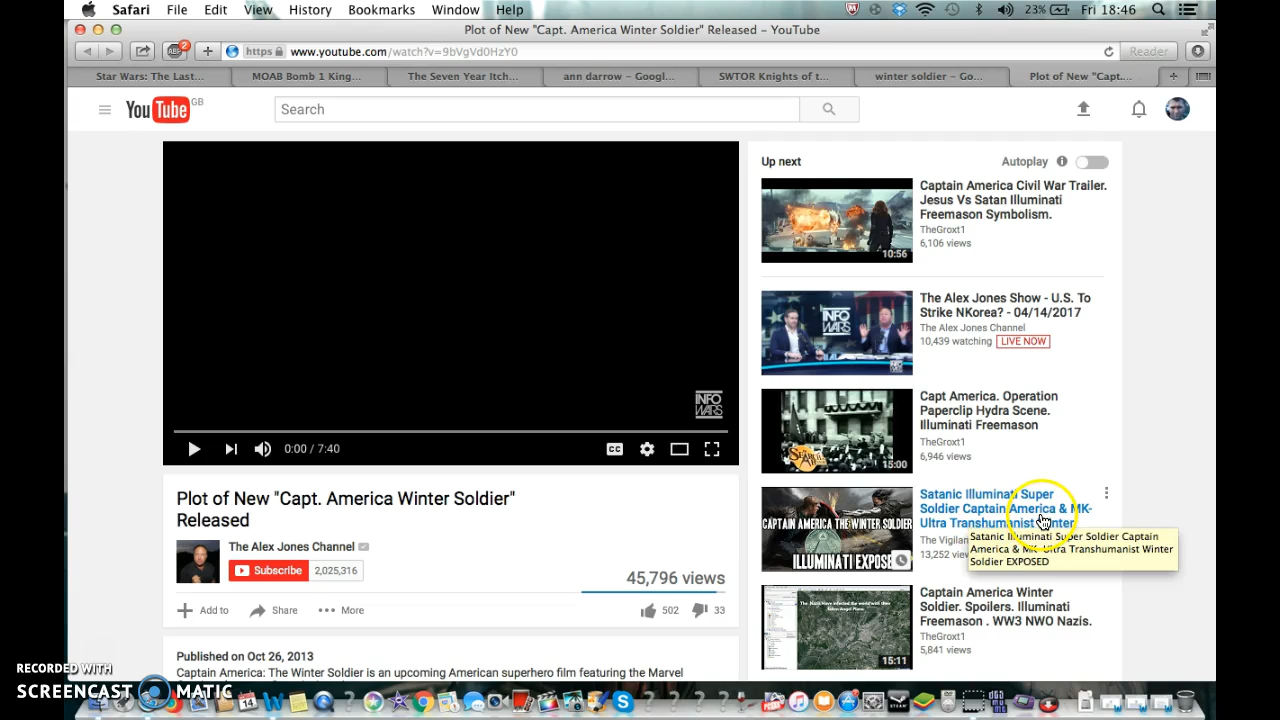 Safari File Edit View History Bookmarks Window Help 23% Fri 18:46
Plot of New "Capt. America Winter Soldier" Released – YouTube
ABP 2 https www.youtube.com/watch?v=9bVgVd0HzY0 Reader
Star Wars: The Last... MOAB Bomb 1 King... The Seven Year Itch... ann darrow – Googl... SWTOR Knights of t... winter soldier – Go... Plot of New "Capt....
YouTube GB Search
Up next Autoplay
Captain America Civil War Trailer.
Jesus Vs Satan Illuminati
Freemason Symbolism.
TheGroxt1
6,106 views
10:56
The Alex Jones Show - U.S. To
Strike NKorea? - 04/14/2017
The Alex Jones Channel
10,439 watching LIVE NOW
INFO
WARS
Capt America. Operation
Paperclip Hydra Scene.
Illuminati Freemason
TheGroxt1
6,946 views
15:00
INFO
WARS
0:00 / 7:40
CC
Satanic Illuminati Super
Soldier Captain America & MK-
Ultra Transhumanist Winter
The Vigilan
13,252 view
Satanic Illuminati Super Soldier Captain
America & MK-Ultra Transhumanist Winter
Soldier EXPOSED
CAPTAIN AMERICA THE WINTER SOLDIER
ILLUMINATI EXPOSE
Plot of New "Capt. America Winter Soldier"
Released
The Alex Jones Channel
Subscribe 2,025,316
45,796 views
Add to Share More 502 33
Captain America Winter
Soldier. Spoilers. Illuminati
Freemason . WW3 NWO Nazis.
TheGroxt1
5,841 views
15:11
Published on Oct 26, 2013
Captain America: The Winter Soldier is an upcoming American superhero film featuring the Marvel
RECORDED WITH
SCREENCAST MATIC